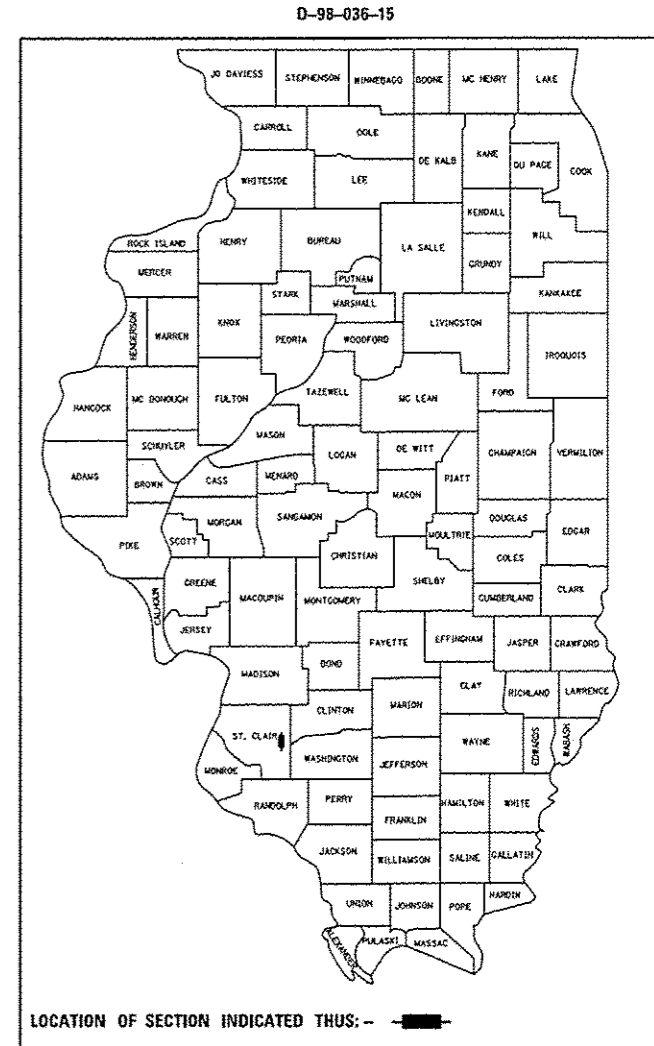 D-98-036-15
JO DAVIESS STEPHENSON WINNEBAGO BOONE MC HENRY LAKE
CARROLL OGLE DE KALB KANE DU PAGE COOK
WHITESIDE LEE
KENDALL WILL
ROCK ISLAND HENRY BUREAU LA SALLE
GRUNDY
MERCER PUTNAM
KANKAKEE
STARK MARSHALL
HENDERSON WARREN KNOX PEORIA WOODFORD LIVINGSTON
IROQUOIS
HANCOCK MC DONOUGH FULTON TAZEWELL MC LEAN FORD
MASON
SCHUYLER LOGAN DE WITT CHAMPAIGN VERMILION
ADAMS BROWN CASS MENARD MACON PIATT
MORGAN SANGAMON DOUGLAS
PIKE SCOTT CHRISTIAN MOULTRIE COLES EDGAR
GREENE MACOUPIN MONTGOMERY SHELBY CUMBERLAND CLARK
CALHOUN
JERSEY FAYETTE EFFINGHAM JASPER CRAWFORD
MADISON BOND
CLAY RICHLAND LAWRENCE
CLINTON MARION
ST. CLAIR WAYNE EDWARDS WABASH
MONROE WASHINGTON JEFFERSON
RANDOLPH PERRY HAMILTON WHITE
FRANKLIN
JACKSON WILLIAMSON SALINE GALLATIN
UNION JOHNSON POPE HARDIN
ALEXANDER PULASKI MASSAC
LOCATION OF SECTION INDICATED THUS: -